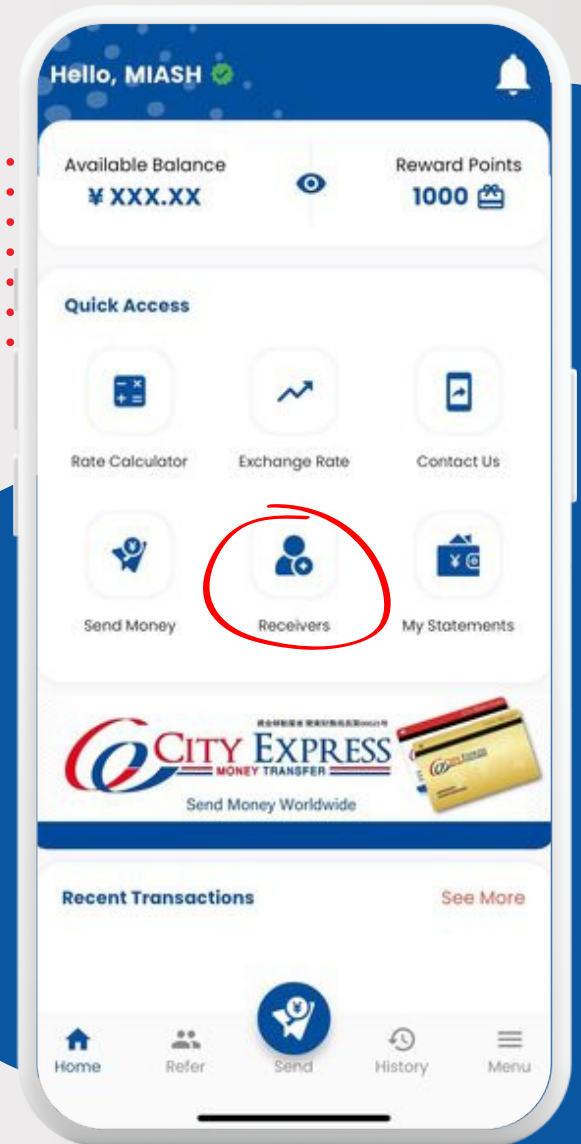 Hello, MIASH
Available Balance
¥ XXX.XX
Reward Points
1000
Quick Access
Rate Calculator
Exchange Rate
Contact Us
Send Money
Receivers
My Statements
CITY EXPRESS
MONEY TRANSFER
Send Money Worldwide
Recent Transactions
See More
Home
Refer
Send
History
Menu